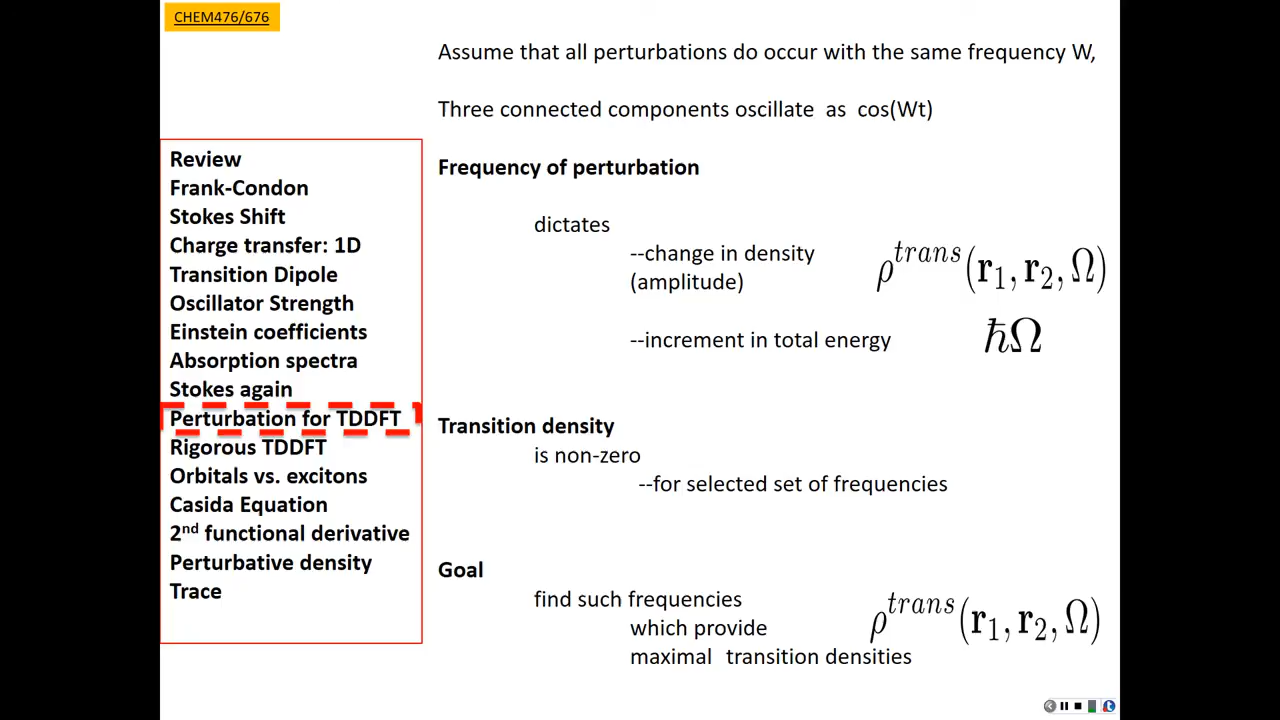 CHEM476/676
Assume that all perturbations do occur with the same frequency W,
Three connected components oscillate as cos(Wt)
Review
Frank-Condon
Stokes Shift
Charge transfer: 1D
Transition Dipole
Oscillator Strength
Einstein coefficients
Absorption spectra
Stokes again
Perturbation for TDDFT
Rigorous TDDFT
Orbitals vs. excitons
Casida Equation
2nd functional derivative
Perturbative density
Trace
Frequency of perturbation
dictates
--change in density
(amplitude)
ρ^trans(r₁, r₂, Ω)
--increment in total energy
ℏΩ
Transition density
is non-zero
--for selected set of frequencies
Goal
find such frequencies
which provide
maximal transition densities
ρ^trans(r₁, r₂, Ω)